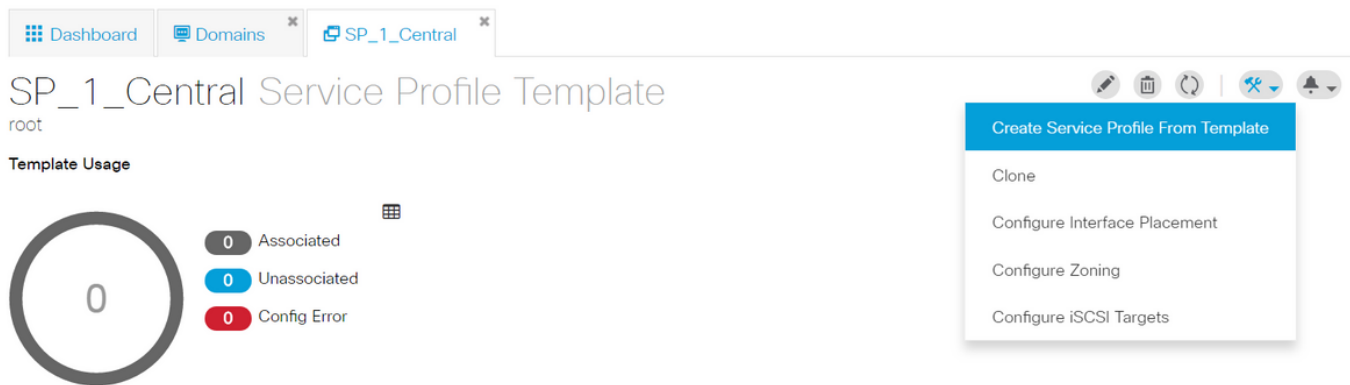 Dashboard
Domains
SP_1_Central
SP_1_Central Service Profile Template
root
Create Service Profile From Template
Clone
Configure Interface Placement
Configure Zoning
Configure iSCSI Targets
Template Usage
0
0 Associated
0 Unassociated
0 Config Error